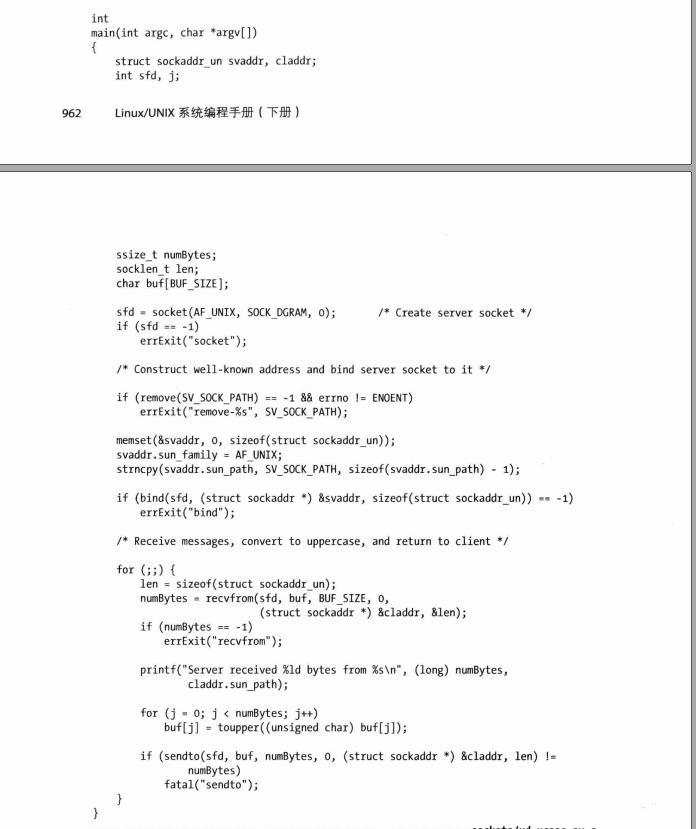 int
main(int argc, char *argv[])
{
    struct sockaddr_un svaddr, claddr;
    int sfd, j;
962    Linux/UNIX 系统编程手册（下册）
    ssize_t numBytes;
    socklen_t len;
    char buf[BUF_SIZE];
    sfd = socket(AF_UNIX, SOCK_DGRAM, 0);       /* Create server socket */
    if (sfd == -1)
        errExit("socket");
    /* Construct well-known address and bind server socket to it */
    if (remove(SV_SOCK_PATH) == -1 && errno != ENOENT)
        errExit("remove-%s", SV_SOCK_PATH);
    memset(&svaddr, 0, sizeof(struct sockaddr_un));
    svaddr.sun_family = AF_UNIX;
    strncpy(svaddr.sun_path, SV_SOCK_PATH, sizeof(svaddr.sun_path) - 1);
    if (bind(sfd, (struct sockaddr *) &svaddr, sizeof(struct sockaddr_un)) == -1)
        errExit("bind");
    /* Receive messages, convert to uppercase, and return to client */
    for (;;) {
        len = sizeof(struct sockaddr_un);
        numBytes = recvfrom(sfd, buf, BUF_SIZE, 0,
                            (struct sockaddr *) &claddr, &len);
        if (numBytes == -1)
            errExit("recvfrom");
        printf("Server received %ld bytes from %s\n", (long) numBytes,
                claddr.sun_path);
        for (j = 0; j < numBytes; j++)
            buf[j] = toupper((unsigned char) buf[j]);
        if (sendto(sfd, buf, numBytes, 0, (struct sockaddr *) &claddr, len) !=
                numBytes)
            fatal("sendto");
    }
}